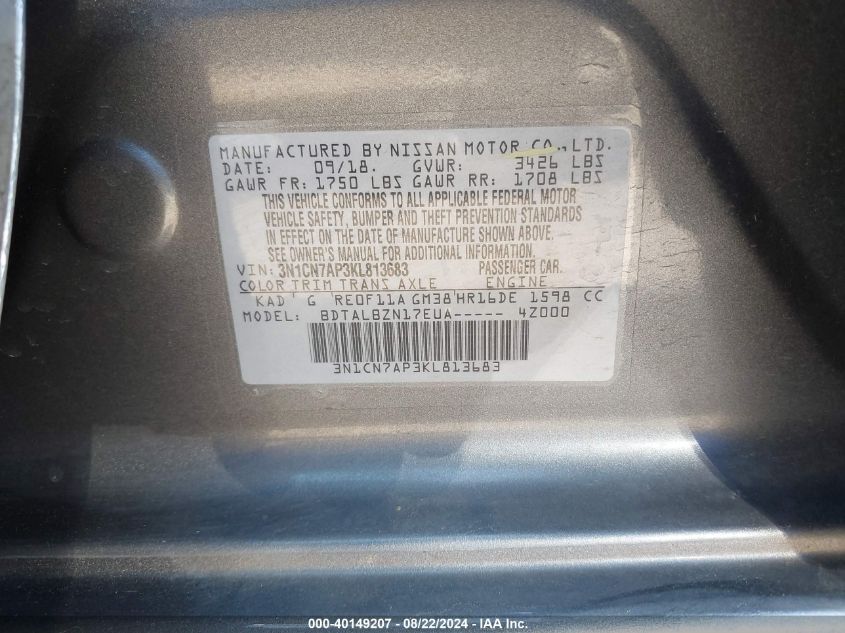 MANUFACTURED BY NISSAN MOTOR CO., LTD.
DATE: 09/18. GVWR: 3426 LBS
GAWR FR: 1750 LBS GAWR RR: 1708 LBS
THIS VEHICLE CONFORMS TO ALL APPLICABLE FEDERAL MOTOR
VEHICLE SAFETY, BUMPER AND THEFT PREVENTION STANDARDS
IN EFFECT ON THE DATE OF MANUFACTURE SHOWN ABOVE.
SEE OWNER'S MANUAL FOR ADDITIONAL INFORMATION.
VIN: 3N1CN7AP3KL813683 PASSENGER CAR.
COLOR TRIM TRANS AXLE ENGINE
KAD G RE0F11A GM38 HR16DE 1598 CC
MODEL: BDTALBZN17EUA----- 4Z000
3N1CN7AP3KL813683
000-40149207 - 08/22/2024 - IAA Inc.